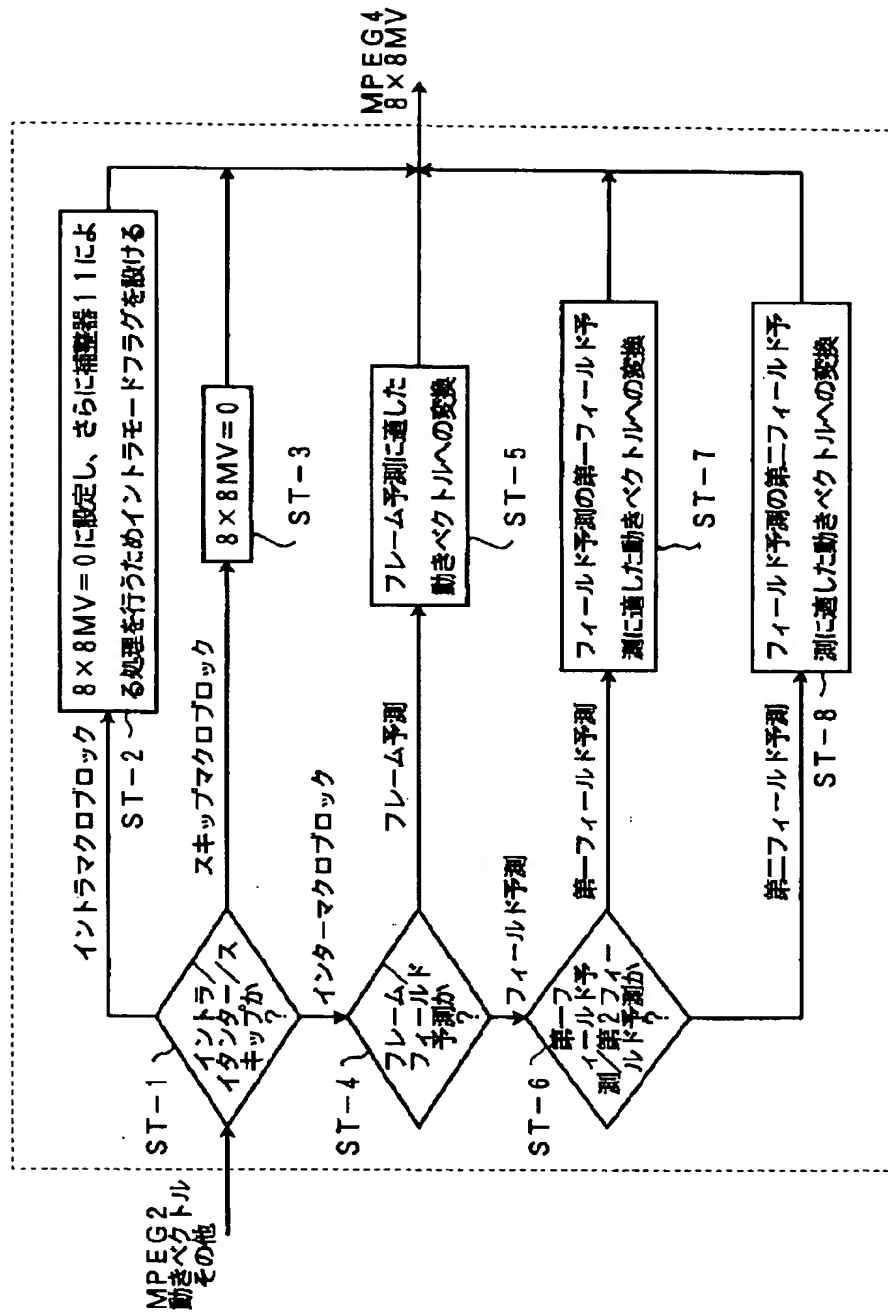 MPEG2
動きベクトル
その他
ST-1
イントラ/
イタンター/ス
キップか
?
イントラマクロブロック
ST-2
8×8MV=0に設定し、さらに補整器11によ
る処理を行うためイントラモードフラグを設ける
スキップマクロブロック
8×8MV=0
ST-3
インターマクロブロック
ST-4
フレーム/
フィールド
予測か
?
フレーム予測
フレーム予測に適した
動きベクトルへの変換
ST-5
フィールド予測
ST-6
第一フ
ィールド予
測/第2フィー
ルド予測か
?
第一フィールド予測
フィールド予測の第一フィールド予
測に適した動きベクトルへの変換
ST-7
第二フィールド予測
フィールド予測の第二フィールド予
測に適した動きベクトルへの変換
ST-8
MPEG4
8×8MV